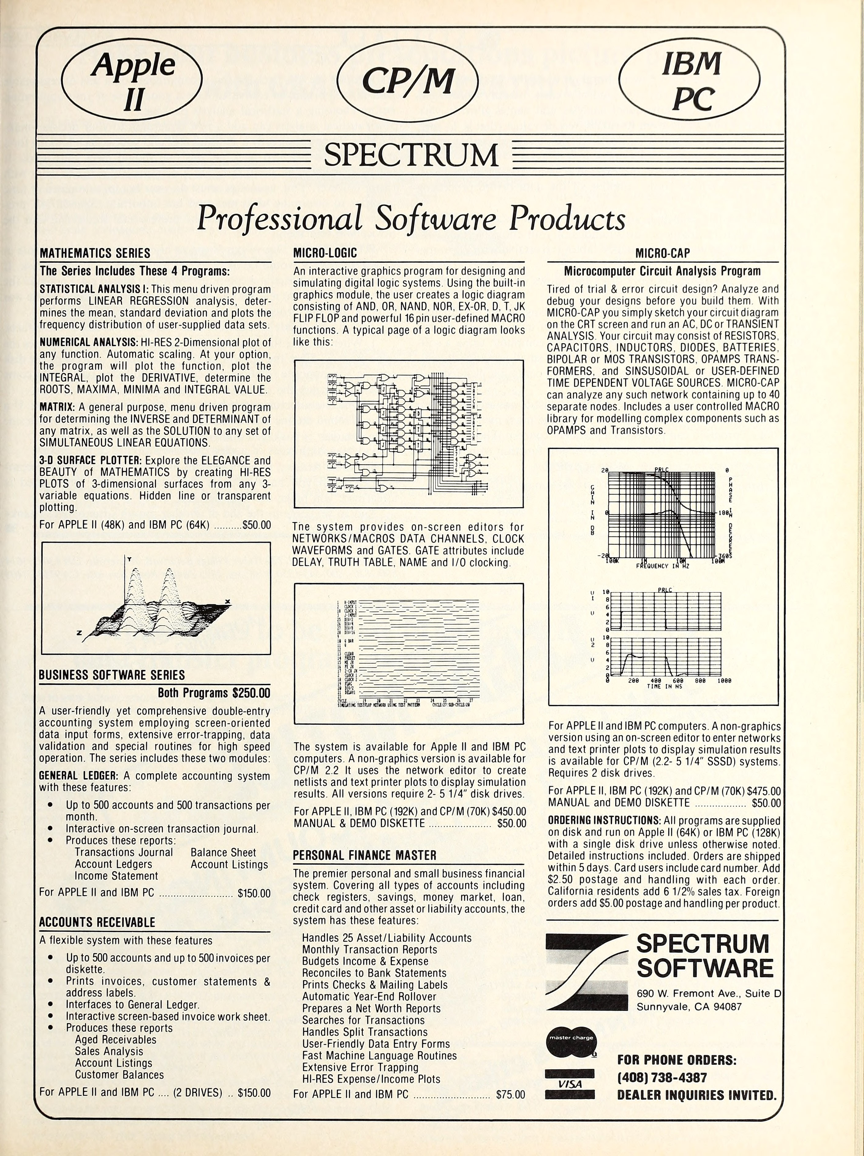 Apple
II
CP/M
IBM
PC
SPECTRUM
Professional Software Products
MATHEMATICS SERIES
The Series Includes These 4 Programs:
STATISTICAL ANALYSIS I: This menu driven program
performs LINEAR REGRESSION analysis, deter-
mines the mean, standard deviation and plots the
frequency distribution of user-supplied data sets.
NUMERICAL ANALYSIS: HI-RES 2-Dimensional plot of
any function. Automatic scaling. At your option,
the program will plot the function, plot the
INTEGRAL, plot the DERIVATIVE, determine the
ROOTS, MAXIMA, MINIMA and INTEGRAL VALUE.
MATRIX: A general purpose, menu driven program
for determining the INVERSE and DETERMINANT of
any matrix, as well as the SOLUTION to any set of
SIMULTANEOUS LINEAR EQUATIONS.
3-D SURFACE PLOTTER: Explore the ELEGANCE and
BEAUTY of MATHEMATICS by creating HI-RES
PLOTS of 3-dimensional surfaces from any 3-
variable equations. Hidden line or transparent
plotting.
For APPLE II (48K) and IBM PC (64K) ..........$50.00
Y
X
Z
BUSINESS SOFTWARE SERIES
Both Programs $250.00
A user-friendly yet comprehensive double-entry
accounting system employing screen-oriented
data input forms, extensive error-trapping, data
validation and special routines for high speed
operation. The series includes these two modules:
GENERAL LEDGER: A complete accounting system
with these features:
• Up to 500 accounts and 500 transactions per
month.
• Interactive on-screen transaction journal.
• Produces these reports:
Transactions Journal Balance Sheet
Account Ledgers Account Listings
Income Statement
For APPLE II and IBM PC ........................ $150.00
ACCOUNTS RECEIVABLE
A flexible system with these features
• Up to 500 accounts and up to 500 invoices per
diskette.
• Prints invoices, customer statements &
address labels.
• Interfaces to General Ledger.
• Interactive screen-based invoice work sheet.
• Produces these reports
Aged Receivables
Sales Analysis
Account Listings
Customer Balances
For APPLE II and IBM PC .... (2 DRIVES) .. $150.00
MICRO-LOGIC
An interactive graphics program for designing and
simulating digital logic systems. Using the built-in
graphics module, the user creates a logic diagram
consisting of AND, OR, NAND, NOR, EX-OR, D, T, JK
FLIP FLOP and powerful 16 pin user-defined MACRO
functions. A typical page of a logic diagram looks
like this:
The system provides on-screen editors for
NETWORKS/MACROS DATA CHANNELS, CLOCK
WAVEFORMS and GATES. GATE attributes include
DELAY, TRUTH TABLE, NAME and I/O clocking.
The system is available for Apple II and IBM PC
computers. A non-graphics version is available for
CP/M 2.2 It uses the network editor to create
netlists and text printer plots to display simulation
results. All versions require 2- 5 1/4" disk drives.
For APPLE II, IBM PC (192K) and CP/M (70K) $450.00
MANUAL & DEMO DISKETTE ...................... $50.00
PERSONAL FINANCE MASTER
The premier personal and small business financial
system. Covering all types of accounts including
check registers, savings, money market, loan,
credit card and other asset or liability accounts, the
system has these features:
Handles 25 Asset/Liability Accounts
Monthly Transaction Reports
Budgets Income & Expense
Reconciles to Bank Statements
Prints Checks & Mailing Labels
Automatic Year-End Rollover
Prepares a Net Worth Reports
Searches for Transactions
Handles Split Transactions
User-Friendly Data Entry Forms
Fast Machine Language Routines
Extensive Error Trapping
HI-RES Expense/Income Plots
For APPLE II and IBM PC .......................... $75.00
MICRO-CAP
Microcomputer Circuit Analysis Program
Tired of trial & error circuit design? Analyze and
debug your designs before you build them. With
MICRO-CAP you simply sketch your circuit diagram
on the CRT screen and run an AC, DC or TRANSIENT
ANALYSIS. Your circuit may consist of RESISTORS,
CAPACITORS, INDUCTORS, DIODES, BATTERIES,
BIPOLAR or MOS TRANSISTORS, OPAMPS TRANS-
FORMERS, and SINSUSOIDAL or USER-DEFINED
TIME DEPENDENT VOLTAGE SOURCES. MICRO-CAP
can analyze any such network containing up to 40
separate nodes. Includes a user controlled MACRO
library for modelling complex components such as
OPAMPS and Transistors.
PRLC
20
0
GAIN IN DB
0
-20
-180
-360
100K 1M 10M 100M
FREQUENCY IN HZ
PRLC
10
8
6
4
2
0
10
8
6
4
2
0
0 200 400 600 800 1000
TIME IN NS
For APPLE II and IBM PC computers. A non-graphics
version using an on-screen editor to enter networks
and text printer plots to display simulation results
is available for CP/M (2.2- 5 1/4" SSSD) systems.
Requires 2 disk drives.
For APPLE II, IBM PC (192K) and CP/M (70K) $475.00
MANUAL and DEMO DISKETTE ................. $50.00
ORDERING INSTRUCTIONS: All programs are supplied
on disk and run on Apple II (64K) or IBM PC (128K)
with a single disk drive unless otherwise noted.
Detailed instructions included. Orders are shipped
within 5 days. Card users include card number. Add
$2.50 postage and handling with each order.
California residents add 6 1/2% sales tax. Foreign
orders add $5.00 postage and handling per product.
SPECTRUM
SOFTWARE
690 W. Fremont Ave., Suite D
Sunnyvale, CA 94087
master charge
VISA
FOR PHONE ORDERS:
(408) 738-4387
DEALER INQUIRIES INVITED.